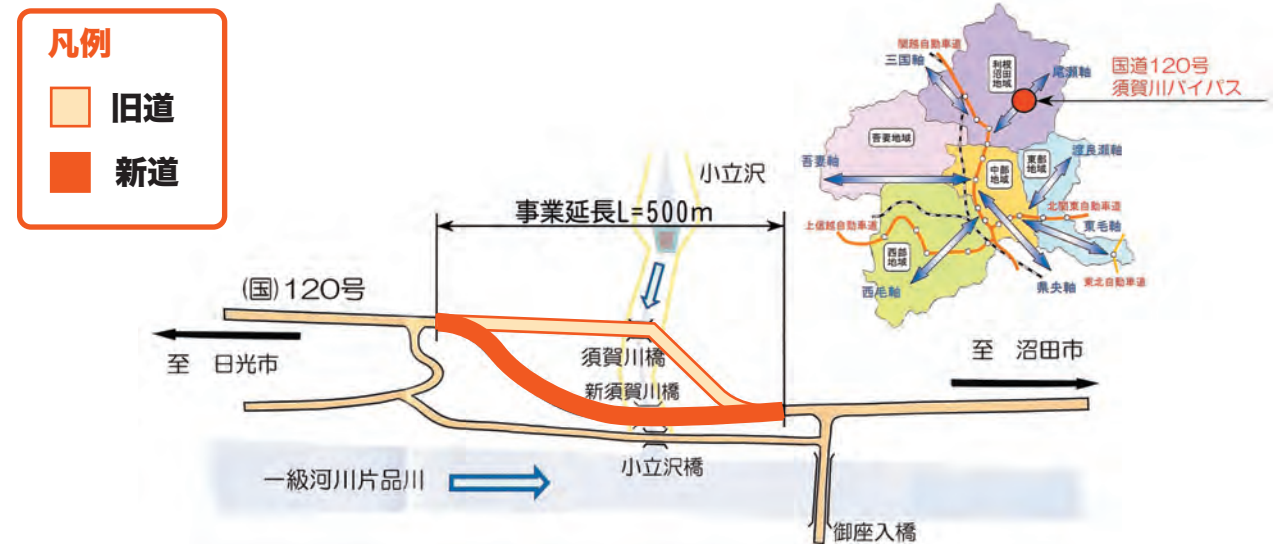 凡例
旧道
新道
関越自動車道
三国軸
利根
沼田
地域
尾瀬軸
国道120号
須賀川バイパス
吾妻地域
吾妻軸
中部
地域
東部
地域
渡良瀬軸
北関東自動車道
上信越自動車道
西部
地域
東毛軸
西毛軸
県央軸
東北自動車道
小立沢
事業延長L=500m
(国)120号
至 日光市
須賀川橋
新須賀川橋
至 沼田市
小立沢橋
一級河川片品川
御座入橋